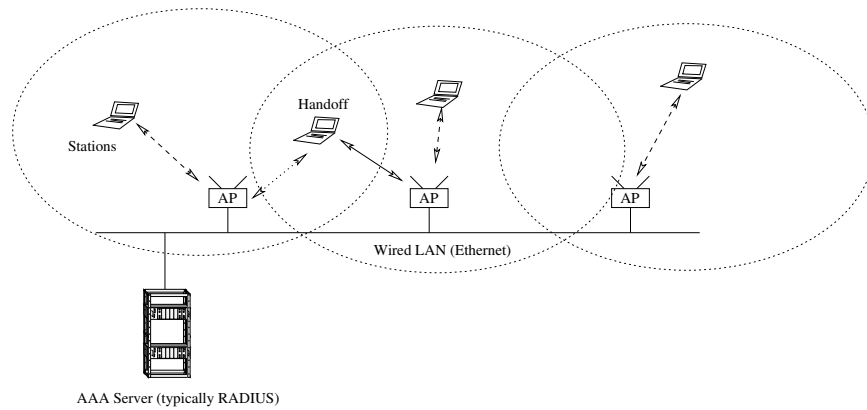 Handoff
Stations
AP
AP
AP
Wired LAN (Ethernet)
AAA Server (typically RADIUS)